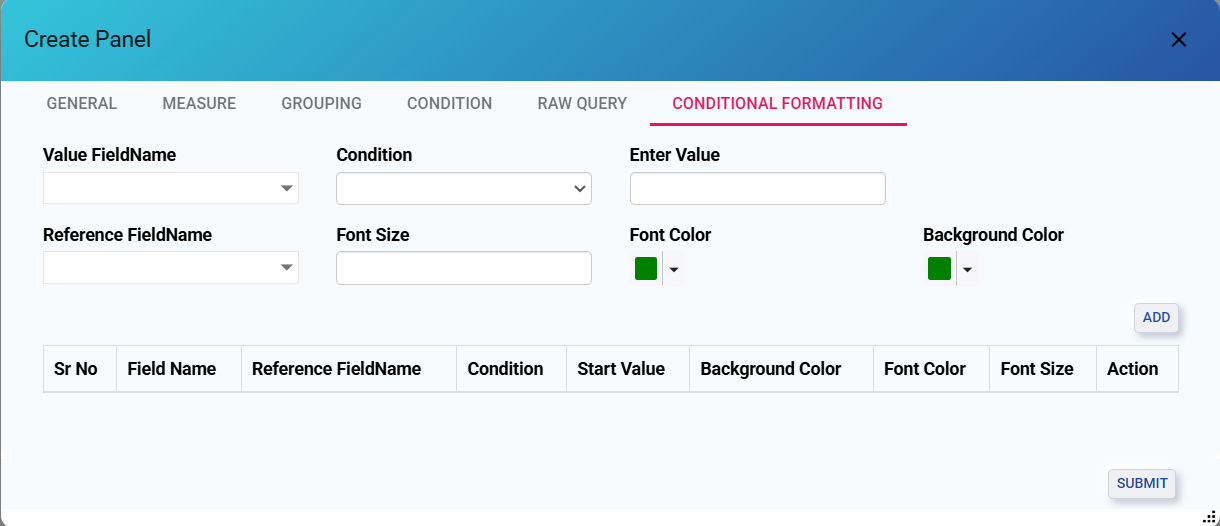 Create Panel
GENERAL MEASURE GROUPING CONDITION RAW QUERY CONDITIONAL FORMATTING
Value FieldName Condition Enter Value
Reference FieldName Font Size Font Color Background Color
ADD
Sr No Field Name Reference FieldName Condition Start Value Background Color Font Color Font Size Action
SUBMIT